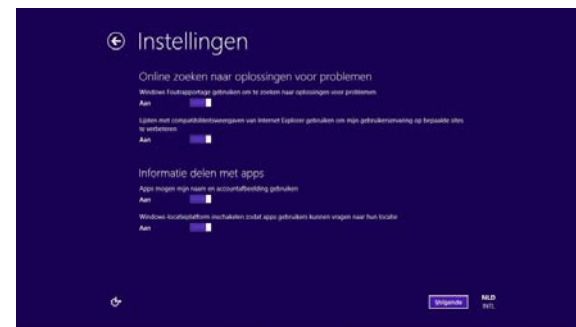 Instellingen
Online zoeken naar oplossingen voor problemen
Windows Foutrapportage gebruiken om te zoeken naar oplossingen voor problemen
Aan
Lijsten met compatibiliteitsweergaven van Internet Explorer gebruiken om mijn gebruikerservaring op bepaalde sites
te verbeteren
Aan
Informatie delen met apps
Apps mogen mijn naam en accountafbeelding gebruiken
Aan
Windows-locatieplatform inschakelen zodat apps gebruikers kunnen vragen naar hun locatie
Aan
Volgende
NLD
INTL